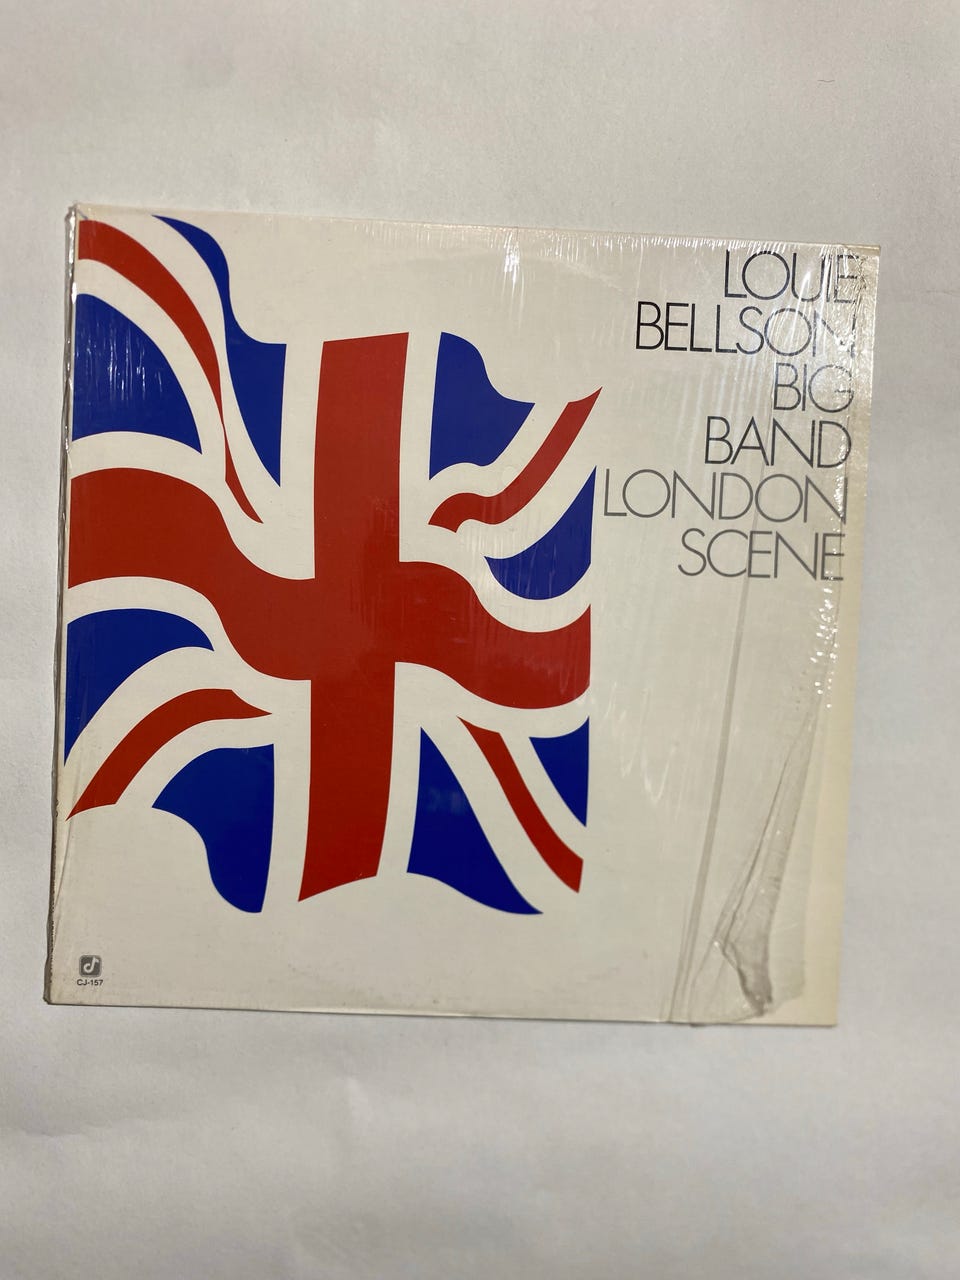 LOUIE
BELLSON
BIG
BAND
LONDON
SCENE
CJ-157